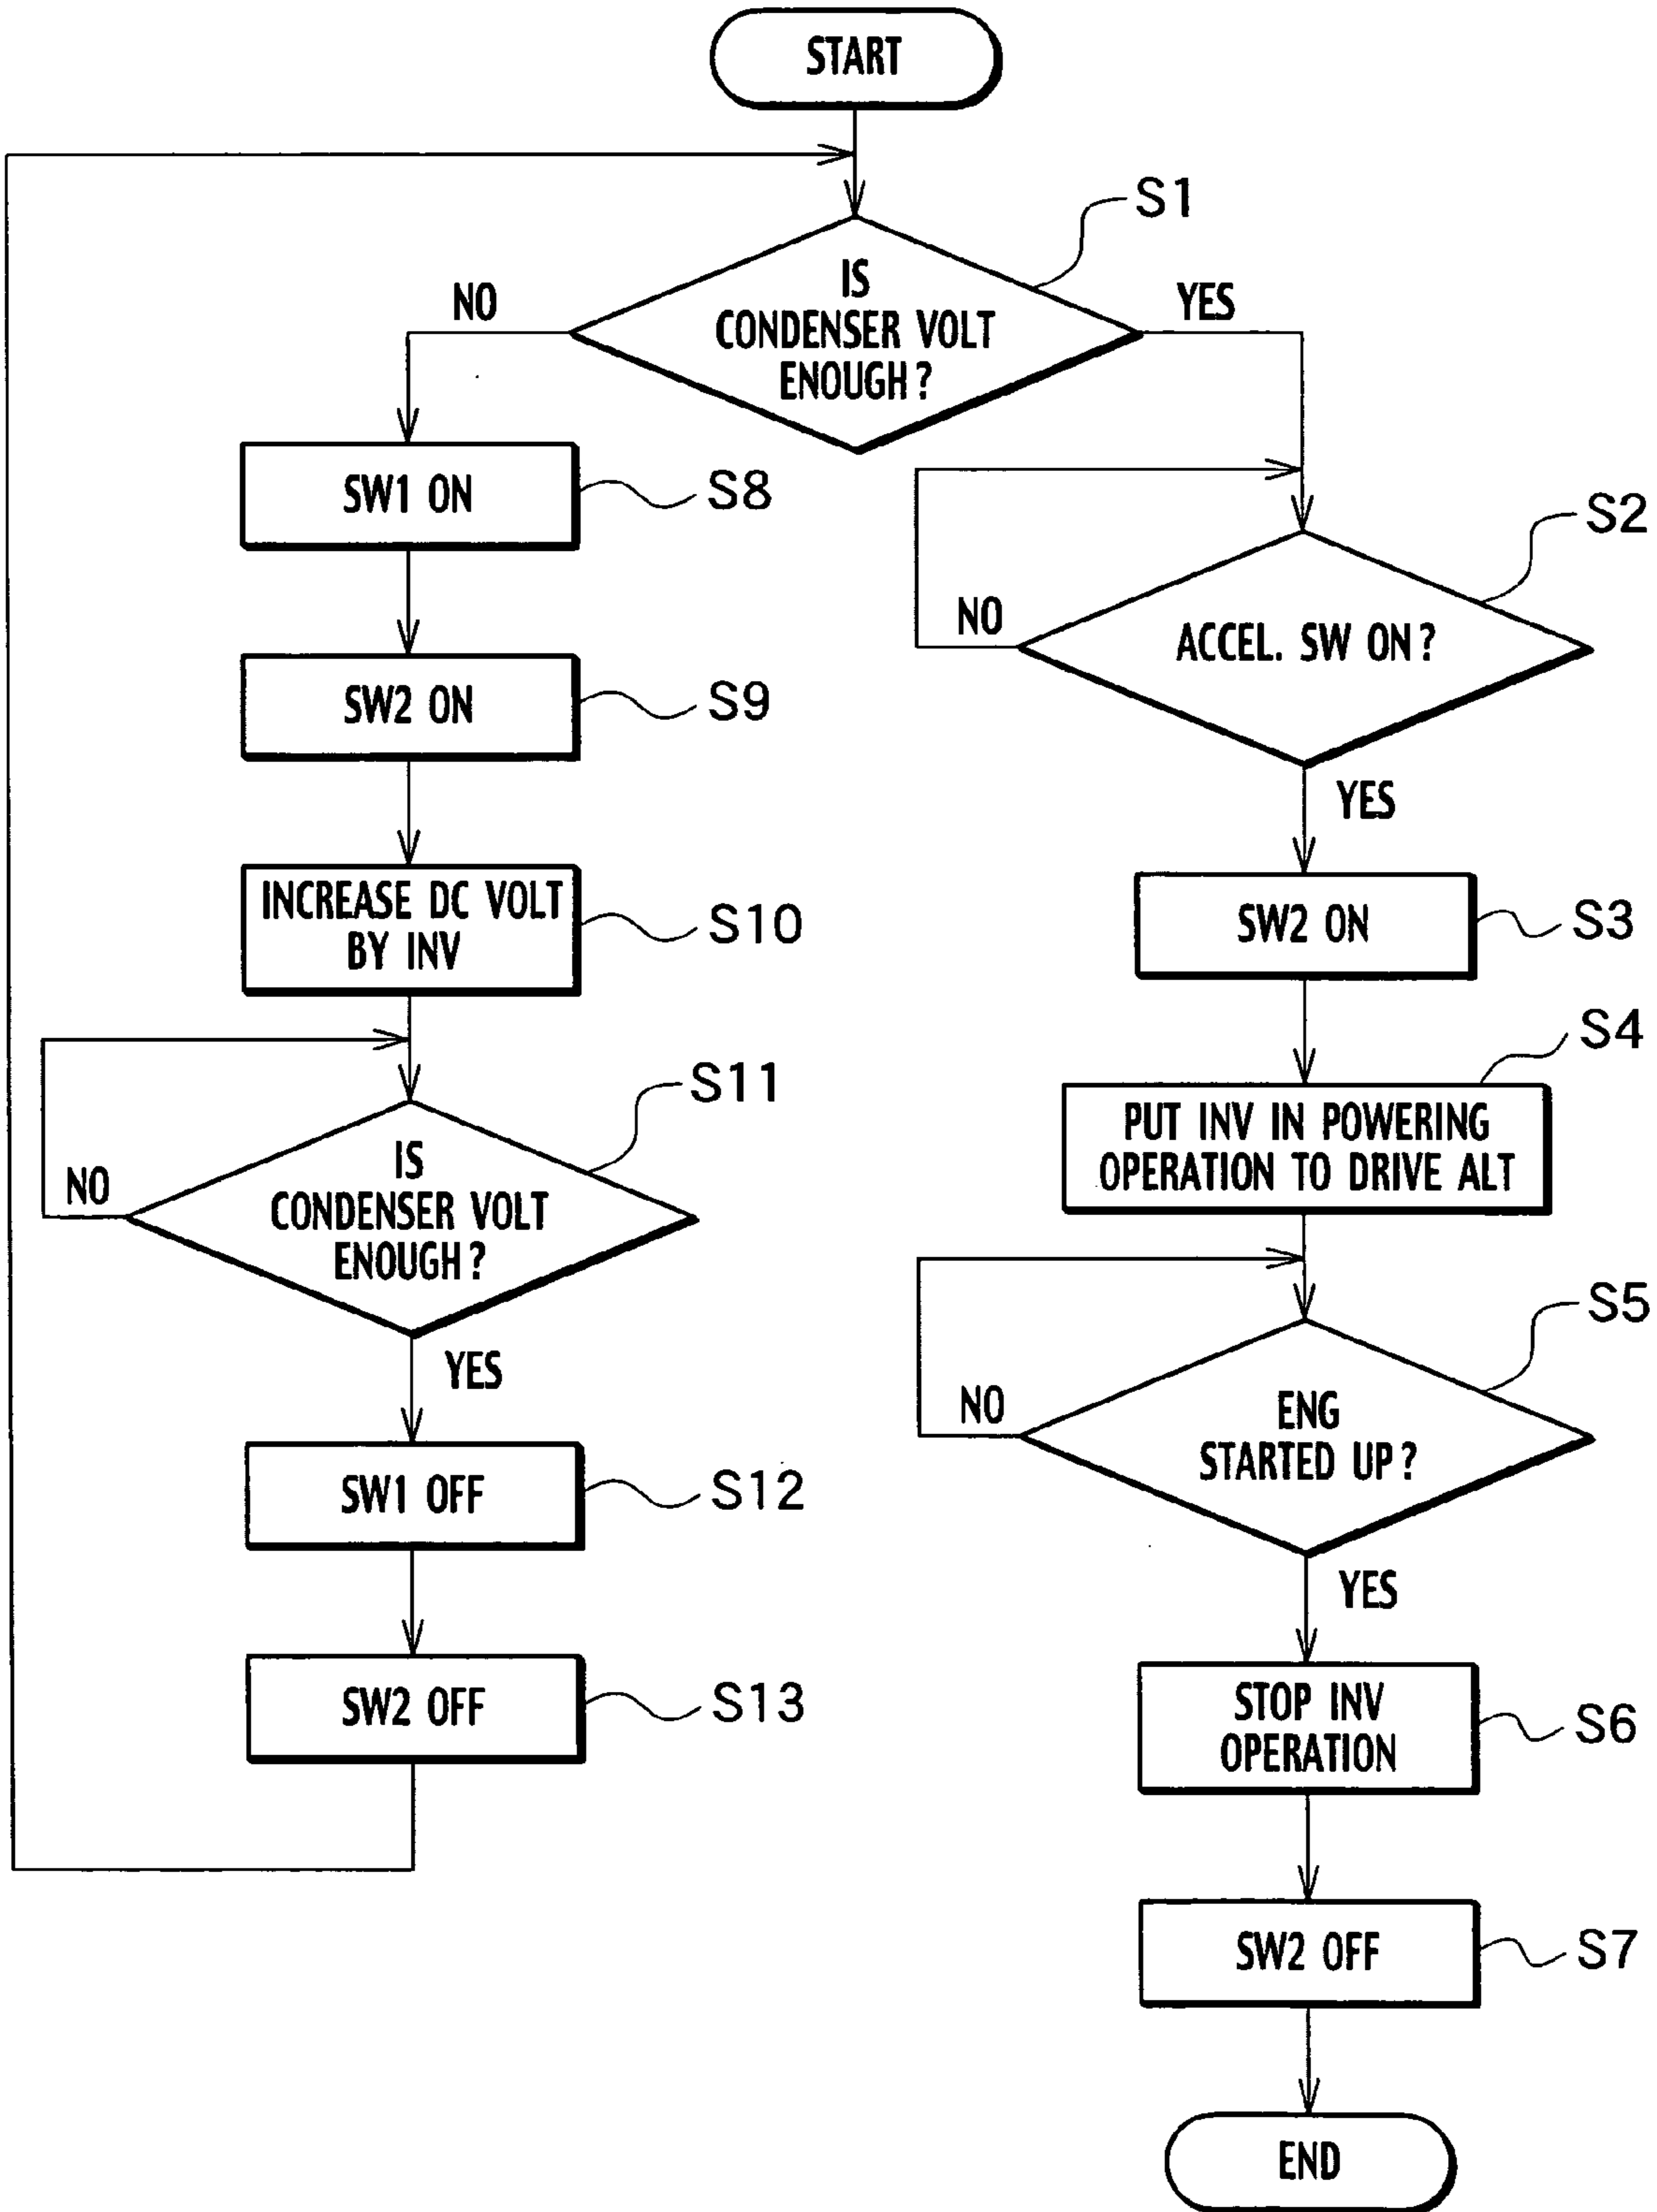 START
S1
IS
CONDENSER VOLT
ENOUGH?
NO
YES
SW1 ON
S8
SW2 ON
S9
INCREASE DC VOLT
BY INV
S10
S11
IS
CONDENSER VOLT
ENOUGH?
NO
YES
SW1 OFF
S12
SW2 OFF
S13
S2
ACCEL. SW ON?
NO
YES
SW2 ON
S3
S4
PUT INV IN POWERING
OPERATION TO DRIVE ALT
S5
ENG
STARTED UP?
NO
YES
STOP INV
OPERATION
S6
SW2 OFF
S7
END